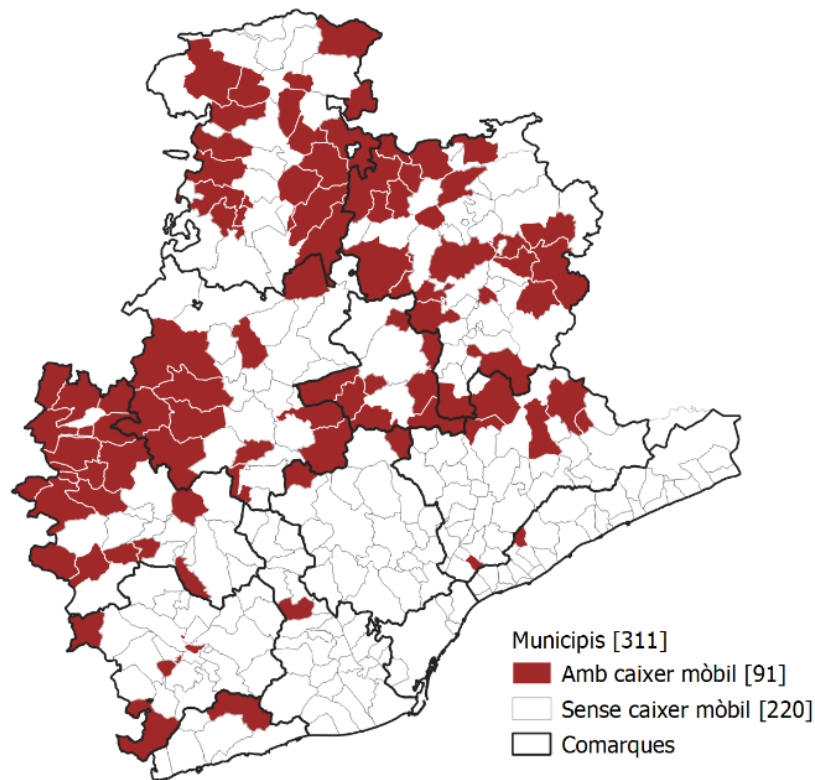 Municipis [311]
Amb caixer mòbil [91]
Sense caixer mòbil [220]
Comarques